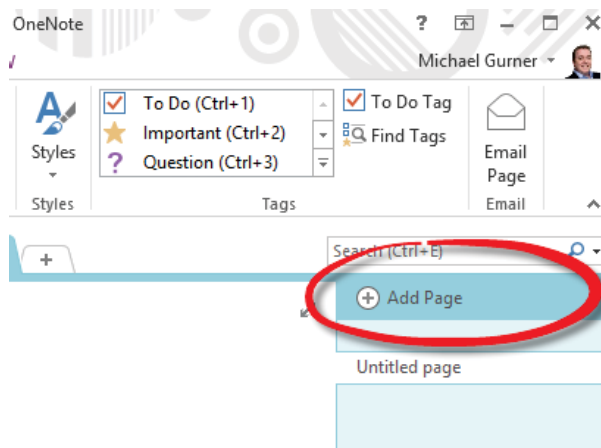 OneNote
?
Michael Gurner
To Do (Ctrl+1)
To Do Tag
Important (Ctrl+2)
Find Tags
Question (Ctrl+3)
Styles
Email
Page
Styles
Tags
Email
+
Search (Ctrl+E)
Add Page
Untitled page